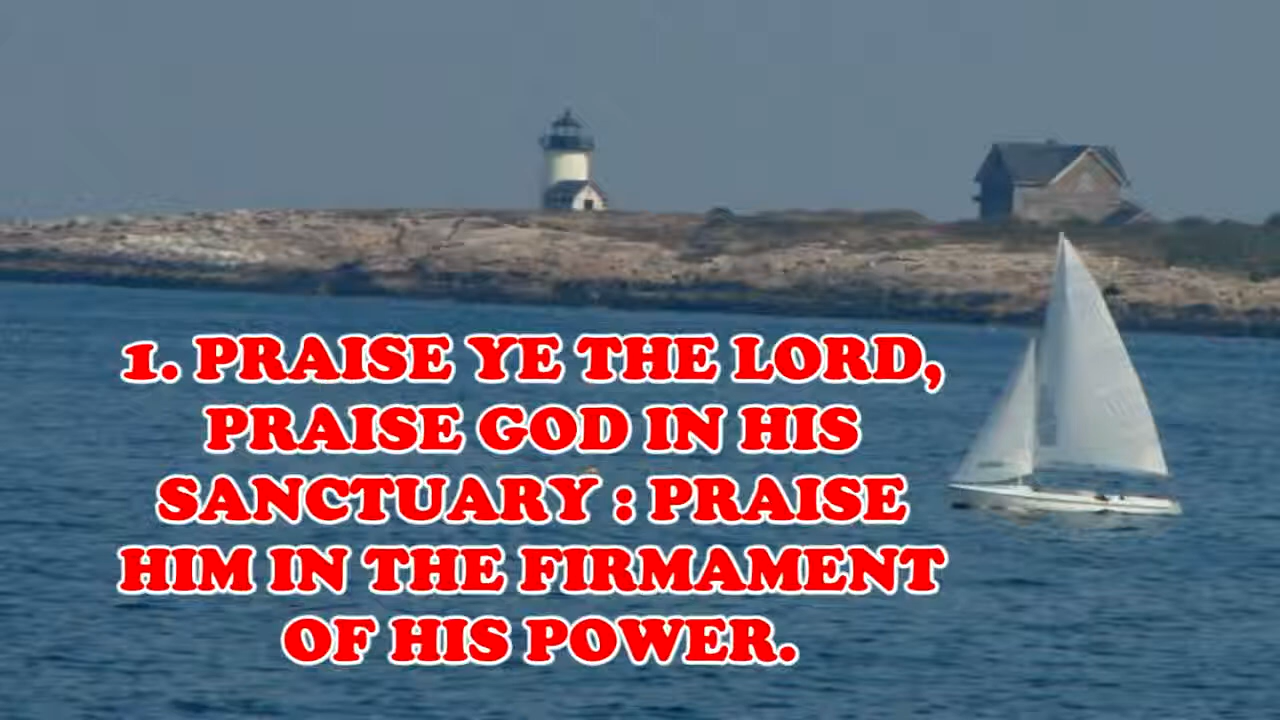 1. PRAISE YE THE LORD,
PRAISE GOD IN HIS
SANCTUARY : PRAISE
HIM IN THE FIRMAMENT
OF HIS POWER.